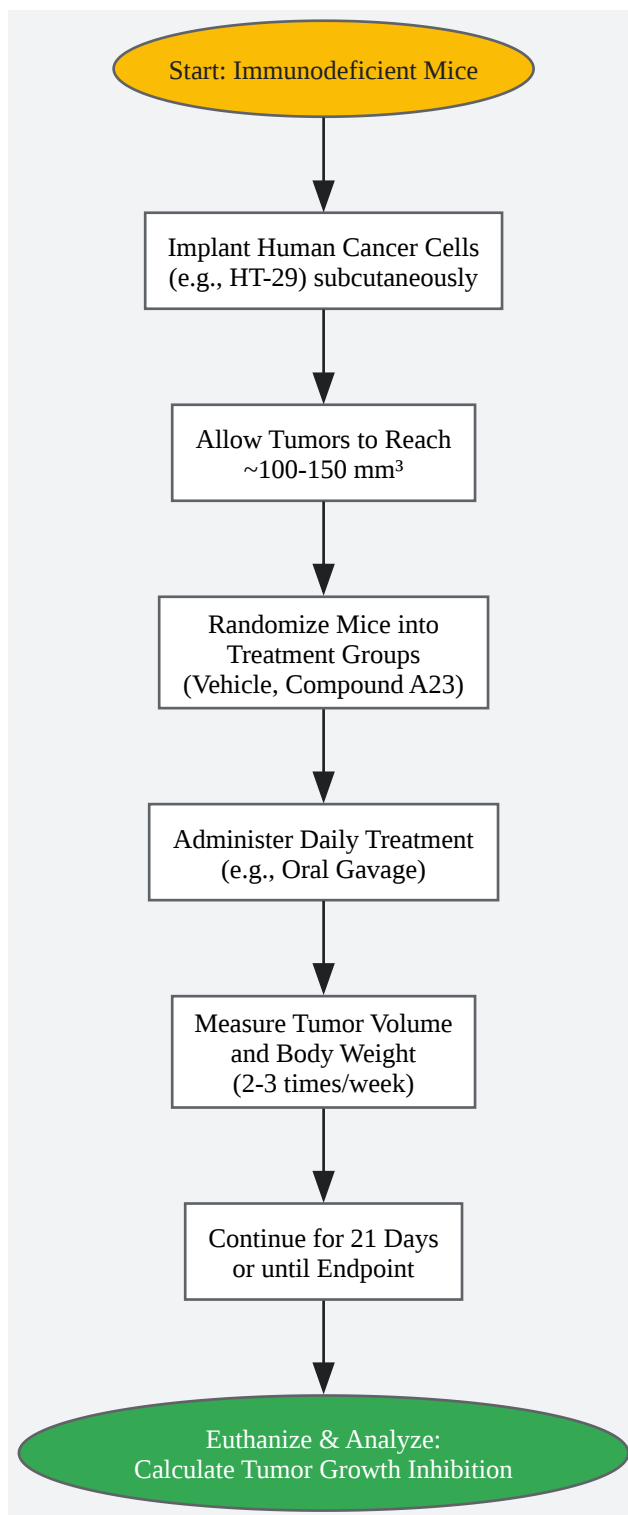 Start: Immunodeficient Mice
Implant Human Cancer Cells
(e.g., HT-29) subcutaneously
Allow Tumors to Reach
~100-150 mm³
Randomize Mice into
Treatment Groups
(Vehicle, Compound A23)
Administer Daily Treatment
(e.g., Oral Gavage)
Measure Tumor Volume
and Body Weight
(2-3 times/week)
Continue for 21 Days
or until Endpoint
Euthanize & Analyze:
Calculate Tumor Growth Inhibition